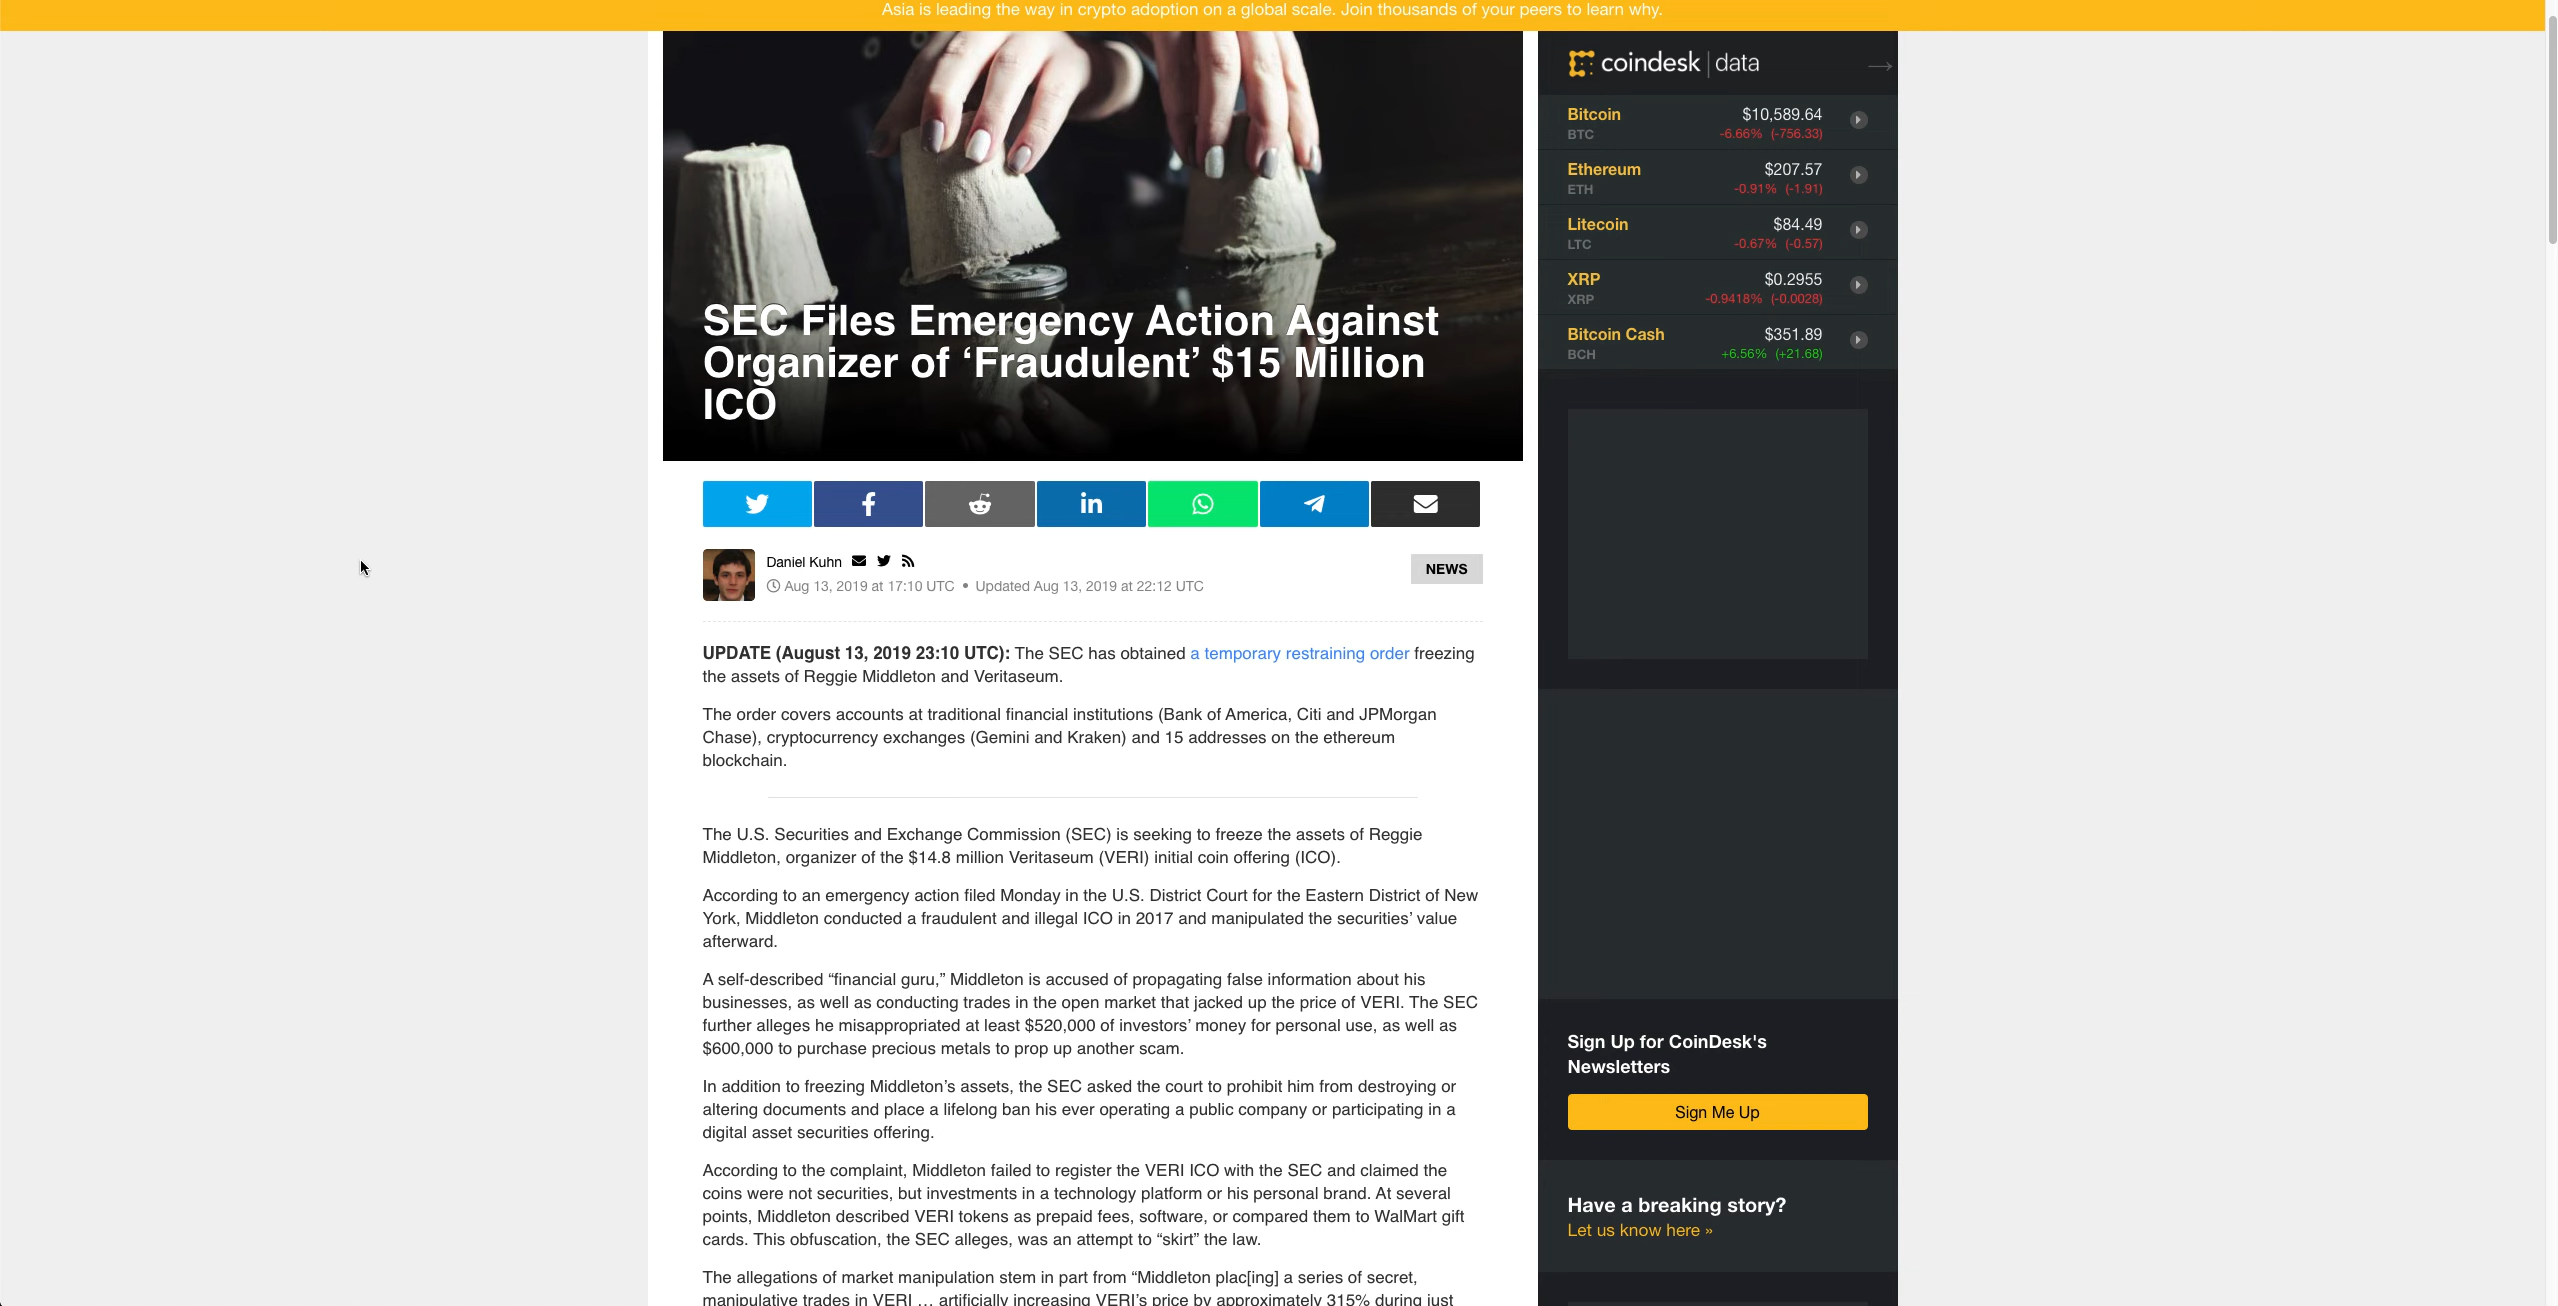 Asia is leading the way in crypto adoption on a global scale. Join thousands of your peers to learn why.
SEC Files Emergency Action Against
Organizer of ‘Fraudulent’ $15 Million
ICO
Daniel Kuhn
Aug 13, 2019 at 17:10 UTC • Updated Aug 13, 2019 at 22:12 UTC
NEWS
UPDATE (August 13, 2019 23:10 UTC): The SEC has obtained a temporary restraining order freezing
the assets of Reggie Middleton and Veritaseum.
The order covers accounts at traditional financial institutions (Bank of America, Citi and JPMorgan
Chase), cryptocurrency exchanges (Gemini and Kraken) and 15 addresses on the ethereum
blockchain.
The U.S. Securities and Exchange Commission (SEC) is seeking to freeze the assets of Reggie
Middleton, organizer of the $14.8 million Veritaseum (VERI) initial coin offering (ICO).
According to an emergency action filed Monday in the U.S. District Court for the Eastern District of New
York, Middleton conducted a fraudulent and illegal ICO in 2017 and manipulated the securities’ value
afterward.
A self-described “financial guru,” Middleton is accused of propagating false information about his
businesses, as well as conducting trades in the open market that jacked up the price of VERI. The SEC
further alleges he misappropriated at least $520,000 of investors’ money for personal use, as well as
$600,000 to purchase precious metals to prop up another scam.
In addition to freezing Middleton’s assets, the SEC asked the court to prohibit him from destroying or
altering documents and place a lifelong ban his ever operating a public company or participating in a
digital asset securities offering.
According to the complaint, Middleton failed to register the VERI ICO with the SEC and claimed the
coins were not securities, but investments in a technology platform or his personal brand. At several
points, Middleton described VERI tokens as prepaid fees, software, or compared them to WalMart gift
cards. This obfuscation, the SEC alleges, was an attempt to “skirt” the law.
The allegations of market manipulation stem in part from “Middleton plac[ing] a series of secret,
manipulative trades in VERI … artificially increasing VERI’s price by approximately 315% during just
coindesk | data
Bitcoin $10,589.64
BTC -6.66% (-756.33)
Ethereum $207.57
ETH -0.91% (-1.91)
Litecoin $84.49
LTC -0.67% (-0.57)
XRP $0.2955
XRP -0.9418% (-0.0028)
Bitcoin Cash $351.89
BCH +6.56% (+21.68)
Sign Up for CoinDesk's
Newsletters
Sign Me Up
Have a breaking story?
Let us know here »